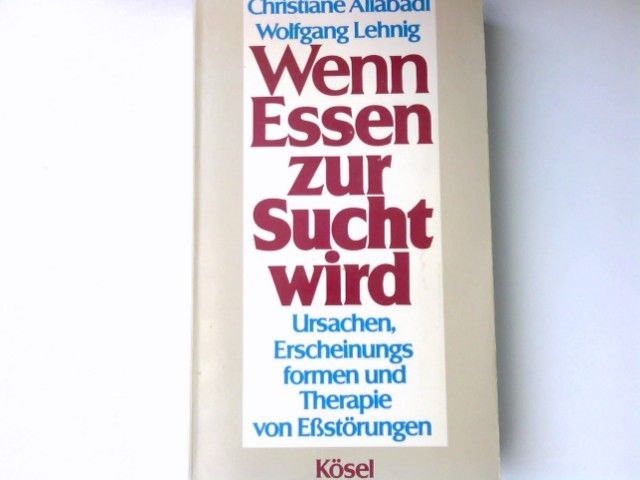 Christiane Allabadi
Wolfgang Lehnig
Wenn
Essen
zur
Sucht
wird
Ursachen,
Erscheinungs
formen und
Therapie
von Eßstörungen
Kösel